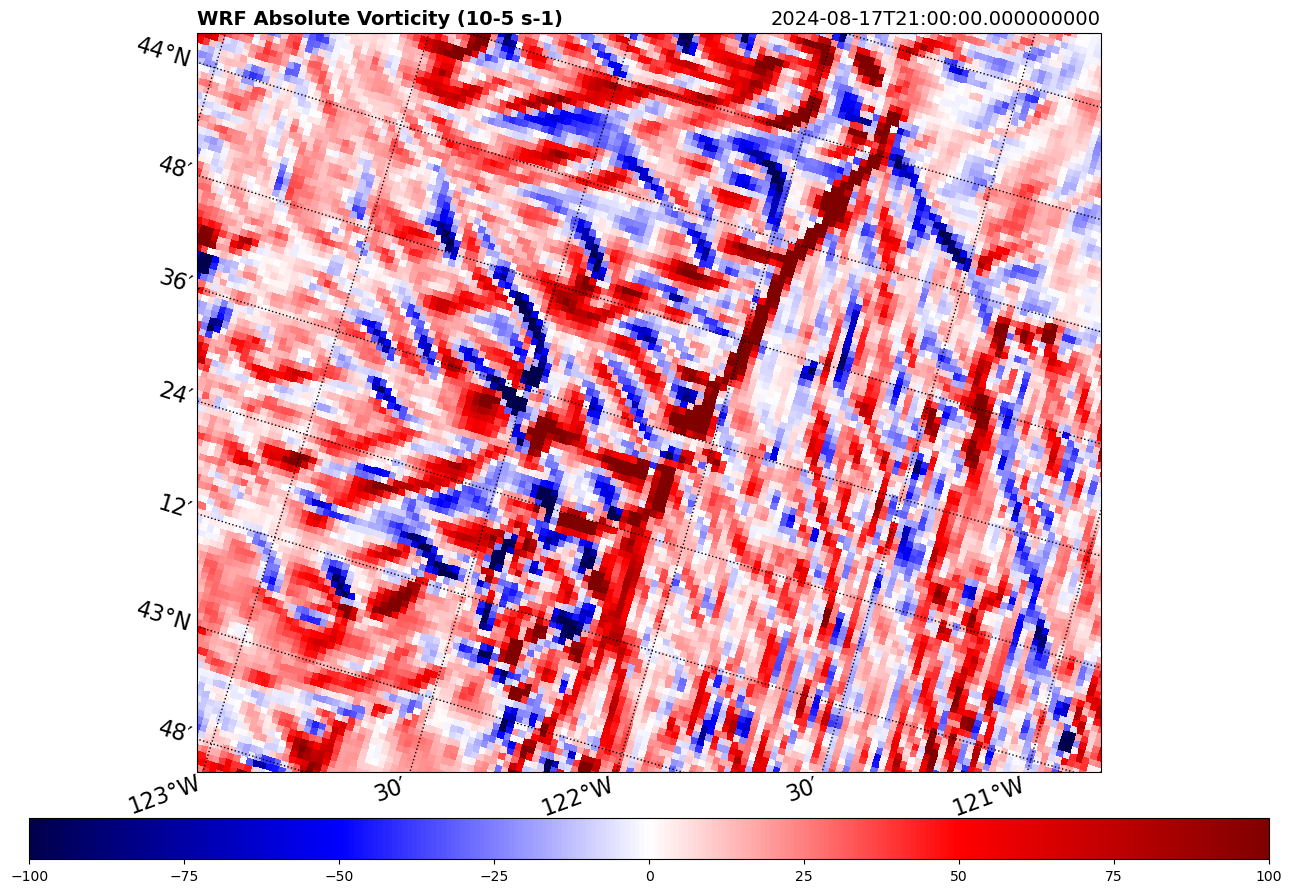 WRF Absolute Vorticity (10-5 s-1) 2024-08-17T21:00:00.000000000
44°N
48′
36′
24′
12′
43°N
48′
123°W 30′ 122°W 30′ 121°W
−100 −75 −50 −25 0 25 50 75 100